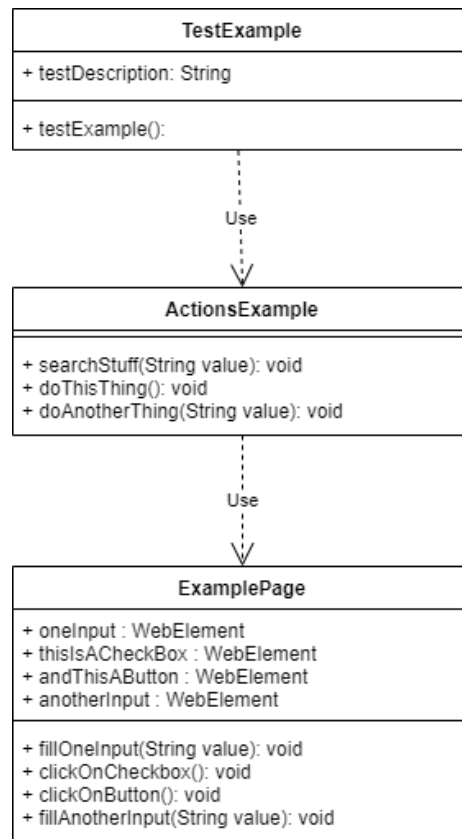 TestExample
+ testDescription: String
+ testExample():
Use
ActionsExample
+ searchStuff(String value): void
+ doThisThing(): void
+ doAnotherThing(String value): void
Use
ExamplePage
+ oneInput : WebElement
+ thisIsACheckBox : WebElement
+ andThisAButton : WebElement
+ anotherInput : WebElement
+ fillOneInput(String value): void
+ clickOnCheckbox(): void
+ clickOnButton(): void
+ fillAnotherInput(String value): void